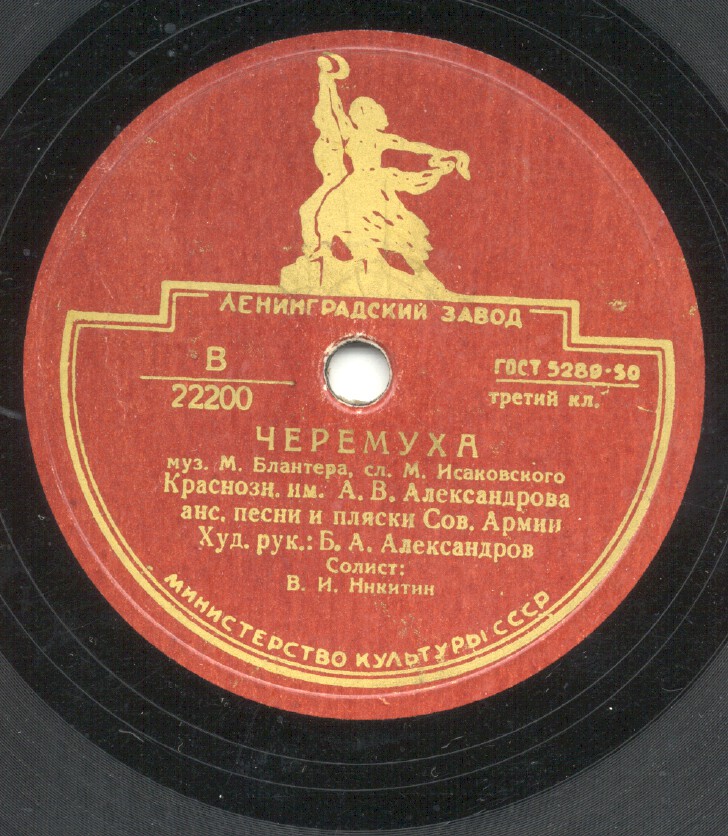 ЛЕНИНГРАДСКИЙ ЗАВОД
В
22200
ГОСТ 5289-50
третий кл.
ЧЕРЕМУХА
муз. М. Блантера, сл. М. Исаковского
Краснозн. им. А. В. Александрова
анс. песни и пляски Сов. Армии
Худ. рук.: Б. А. Александров
Солист:
В. И. Никитин
МИНИСТЕРСТВО КУЛЬТУРЫ СССР